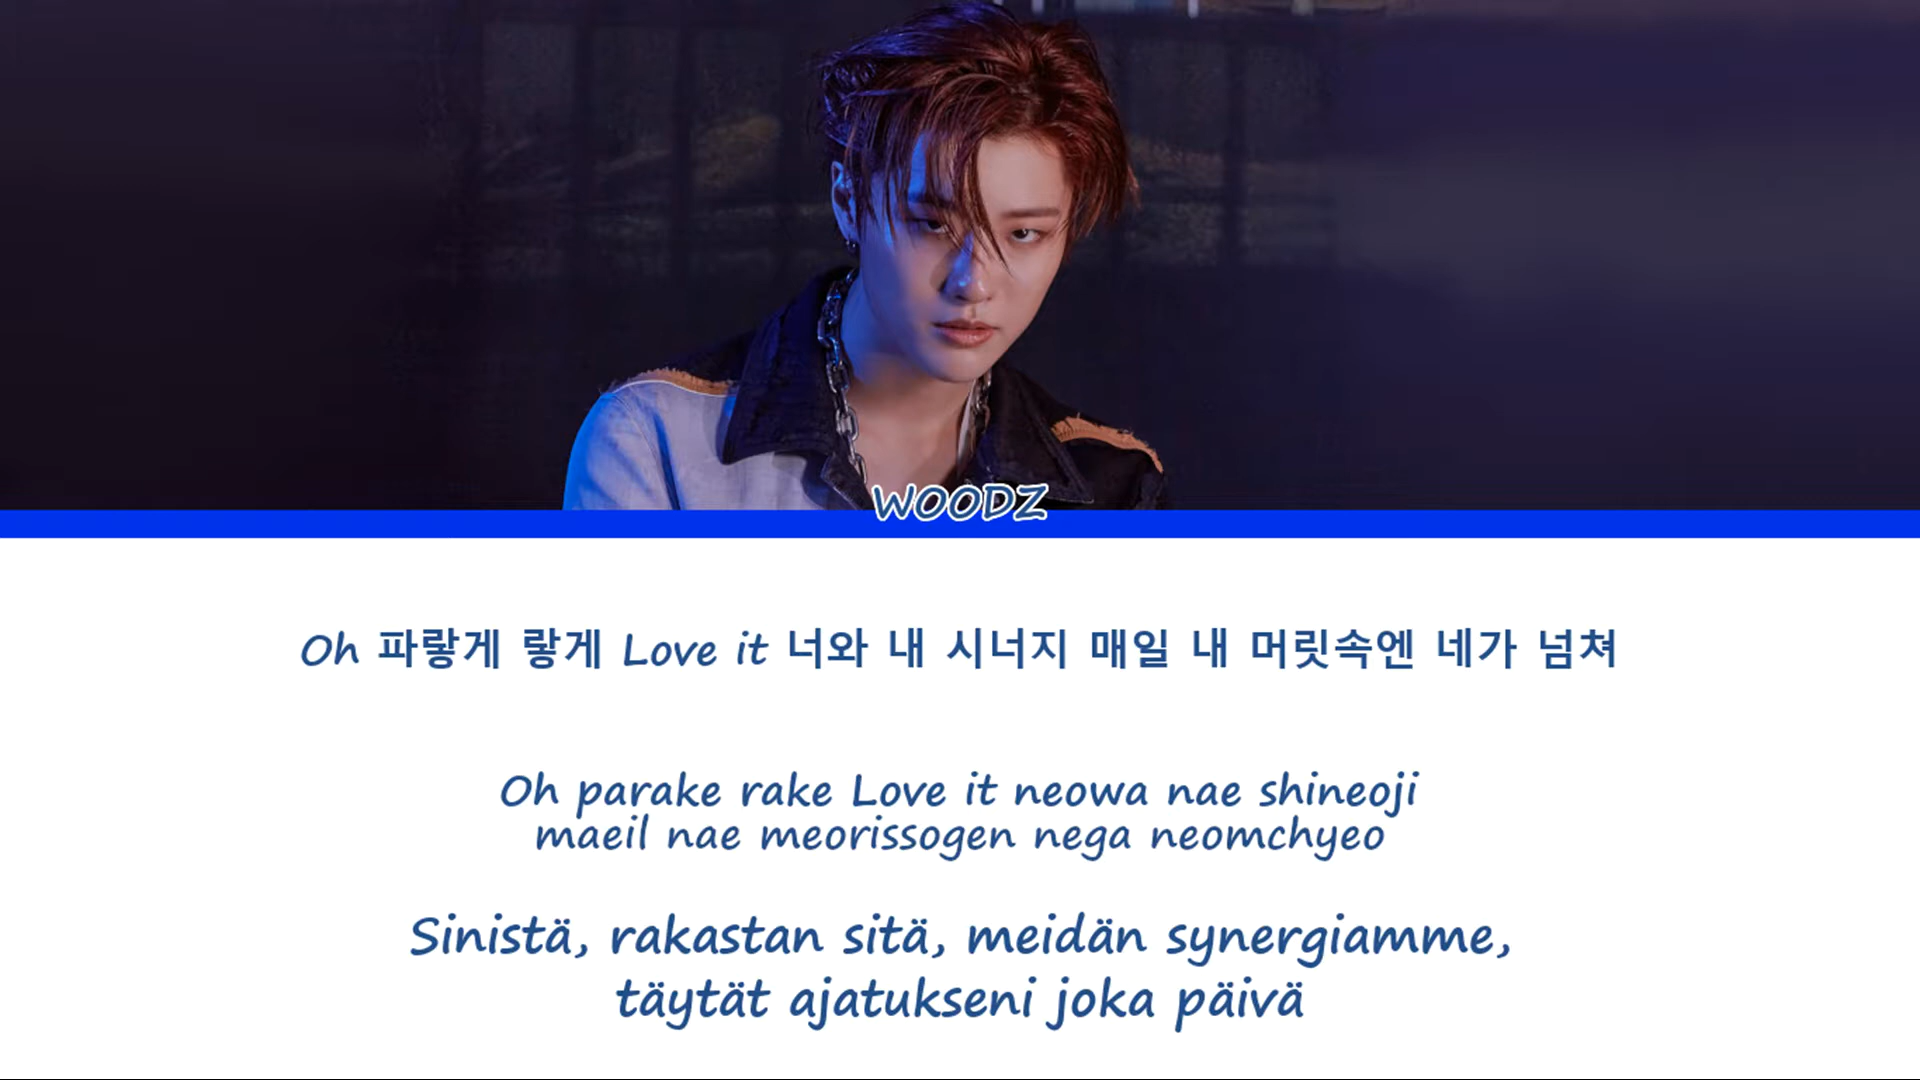 WOODZ
Oh 파랗게 랗게 Love it 너와 내 시너지 매일 내 머릿속엔 네가 넘쳐
Oh parake rake Love it neowa nae shineoji
maeil nae meorissogen nega neomchyeo
Sinistä, rakastan sitä, meidän synergiamme,
täytät ajatukseni joka päivä